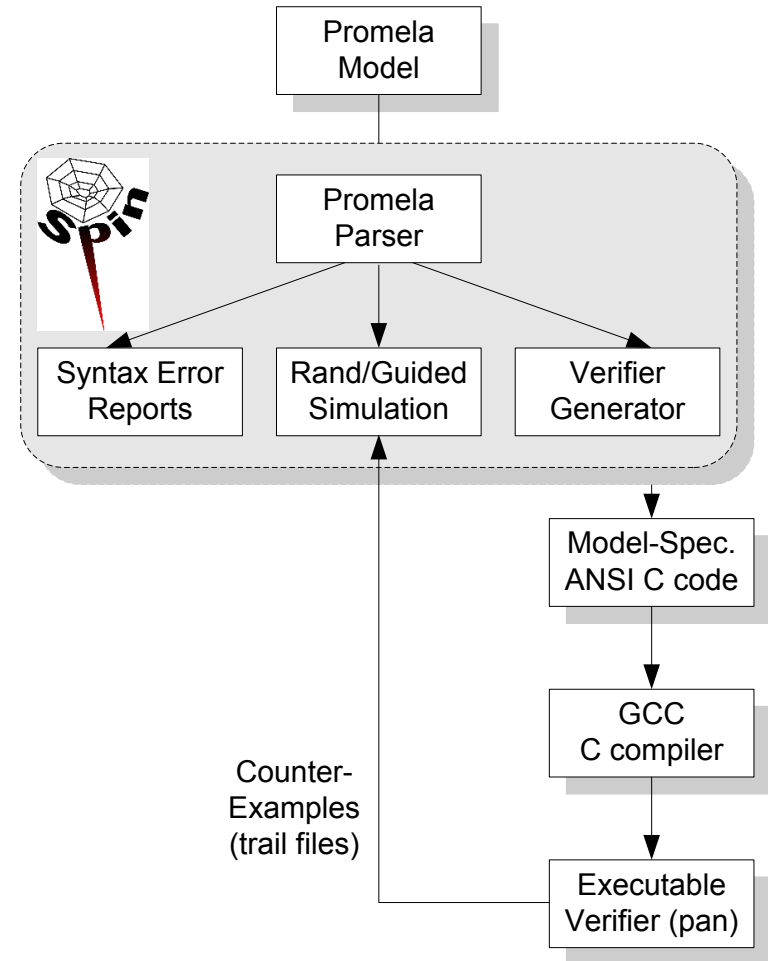 Promela
Model
Spin
Promela
Parser
Syntax Error
Reports
Rand/Guided
Simulation
Verifier
Generator
Model-Spec.
ANSI C code
GCC
C compiler
Counter-
Examples
(trail files)
Executable
Verifier (pan)